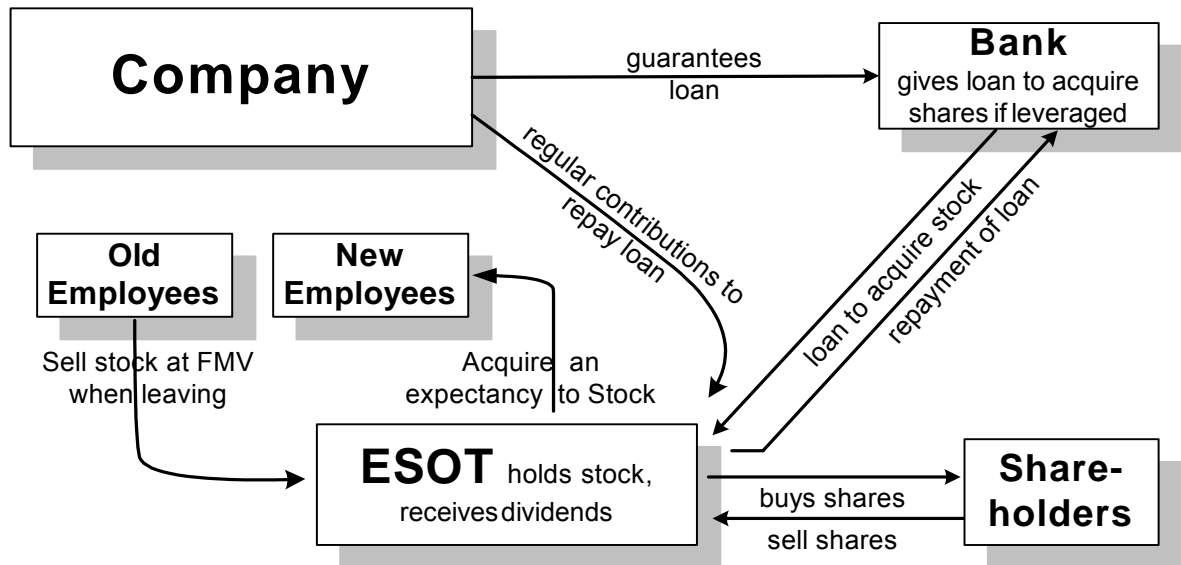 Company
guarantees
loan
Bank
gives loan to acquire
shares if leveraged
regular contributions to
repay loan
loan to acquire stock
repayment of loan
Old
Employees
New
Employees
Sell stock at FMV
when leaving
Acquire an
expectancy to Stock
ESOT holds stock,
receives dividends
buys shares
sell shares
Share-
holders